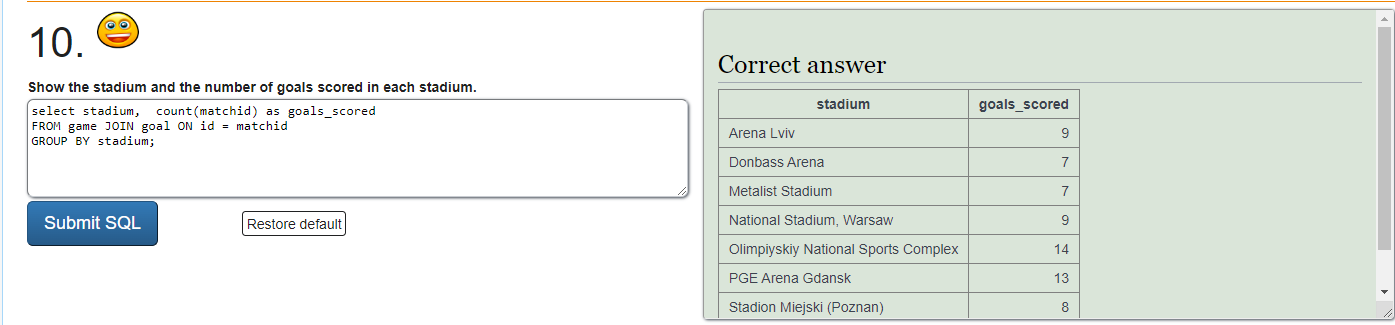 10.
Show the stadium and the number of goals scored in each stadium.
select stadium,  count(matchid) as goals_scored
FROM game JOIN goal ON id = matchid
GROUP BY stadium;
Submit SQL
Restore default
Correct answer
stadium goals_scored
Arena Lviv 9
Donbass Arena 7
Metalist Stadium 7
National Stadium, Warsaw 9
Olimpiyskiy National Sports Complex 14
PGE Arena Gdansk 13
Stadion Miejski (Poznan) 8